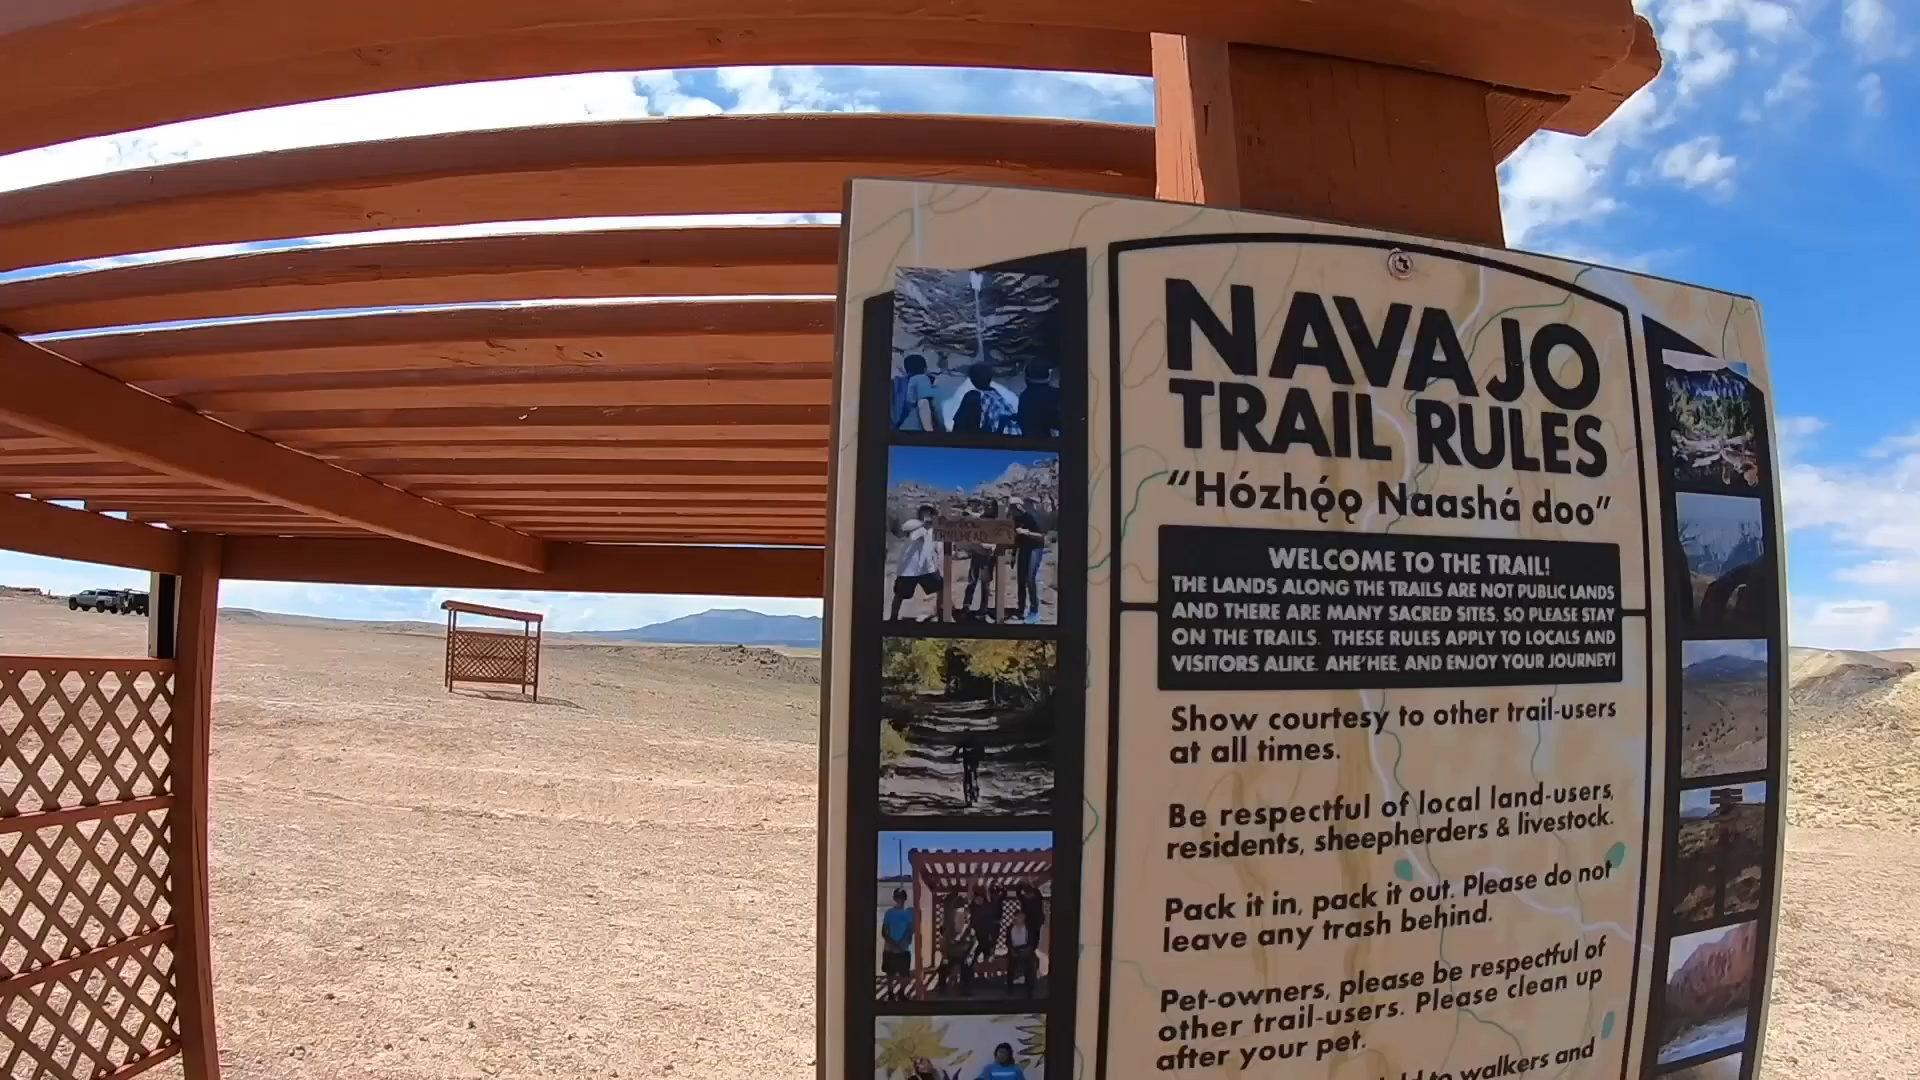 NAVAJO
TRAIL RULES
“Hózhǫ́ǫ Naashá doo”
WELCOME TO THE TRAIL!
THE LANDS ALONG THE TRAILS ARE NOT PUBLIC LANDS
AND THERE ARE MANY SACRED SITES, SO PLEASE STAY
ON THE TRAILS. THESE RULES APPLY TO LOCALS AND
VISITORS ALIKE. AHE'HEE, AND ENJOY YOUR JOURNEY!
Show courtesy to other trail-users
at all times.
Be respectful of local land-users,
residents, sheepherders & livestock.
Pack it in, pack it out. Please do not
leave any trash behind.
Pet-owners, please be respectful of
other trail-users. Please clean up
after your pet.
to walkers and
TRAILHEAD